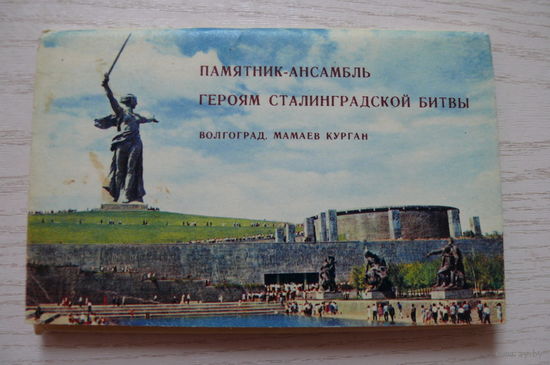 ПАМЯТНИК-АНСАМБЛЬ
ГЕРОЯМ СТАЛИНГРАДСКОЙ БИТВЫ
ВОЛГОГРАД. МАМАЕВ КУРГАН